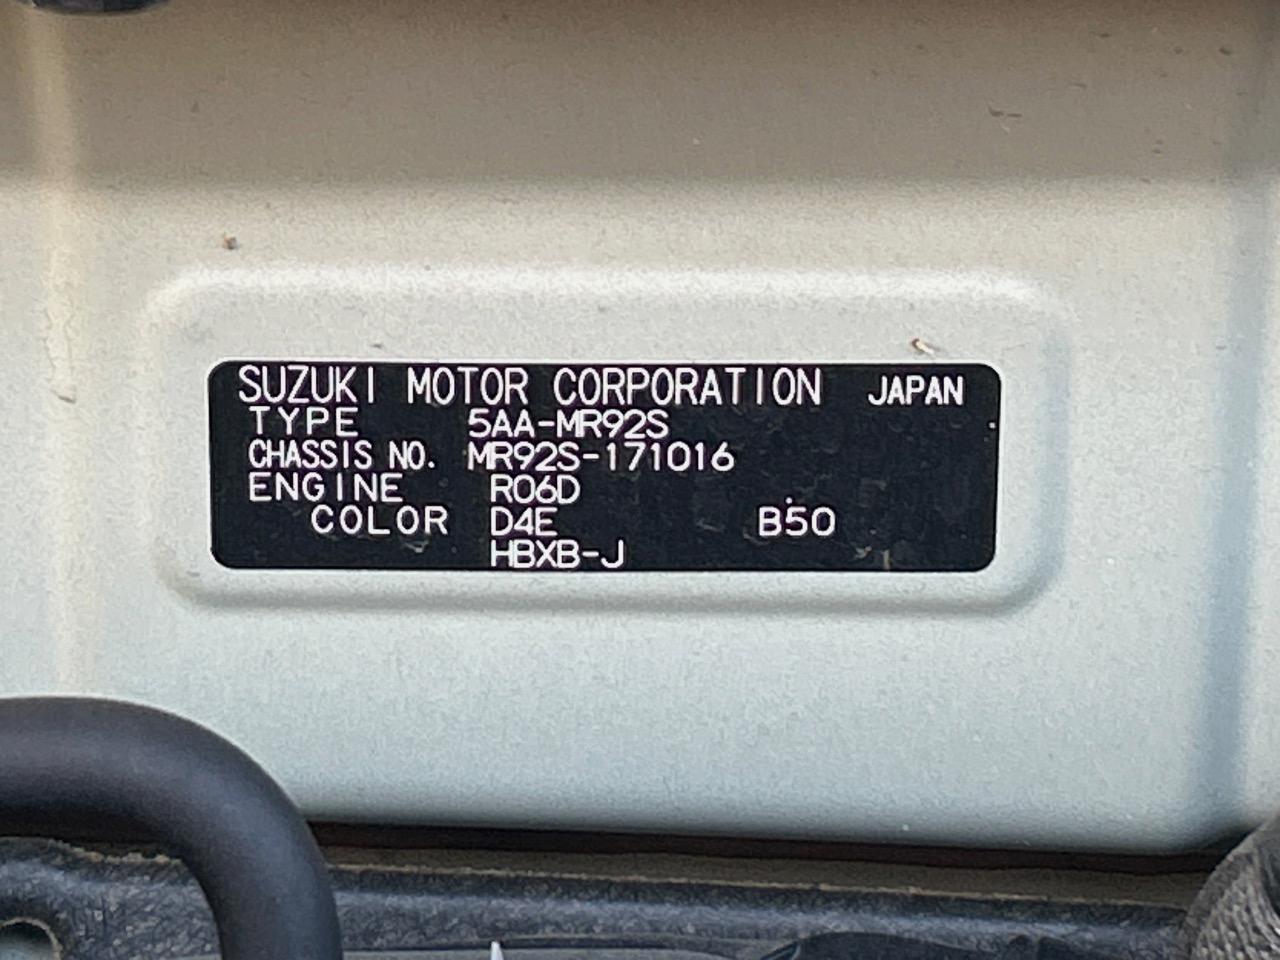 SUZUKI MOTOR CORPORATION JAPAN
TYPE 5AA-MR92S
CHASSIS NO. MR92S-171016
ENGINE R06D
COLOR D4E B50
HBXB-J